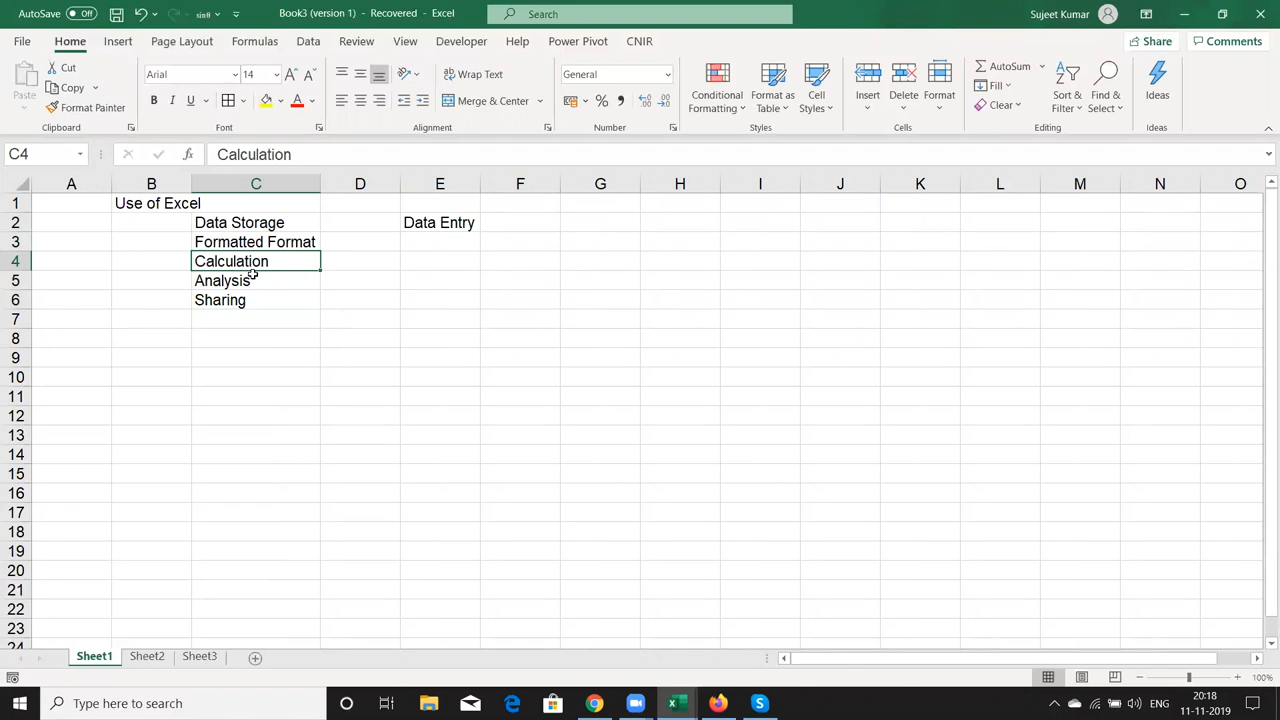 AutoSave Off Book3 (version 1) - Recovered - Excel Search Sujeet Kumar
File Home Insert Page Layout Formulas Data Review View Developer Help Power Pivot CNIR Share Comments
Paste Cut Copy Format Painter Clipboard
Arial 14 B I U Font
Wrap Text Merge & Center Alignment
General Number
Conditional Formatting Format as Table Cell Styles Styles
Insert Delete Format Cells
AutoSum Fill Clear Sort & Filter Find & Select Editing
Ideas Ideas
C4 fx Calculation
A B C D E F G H I J K L M N O
1 Use of Excel
2 Data Storage Data Entry
3 Formatted Format
4 Calculation
5 Analysis
6 Sharing
7
8
9
10
11
12
13
14
15
16
17
18
19
20
21
22
23
24
Sheet1 Sheet2 Sheet3
100%
Type here to search ENG 20:18
11-11-2019